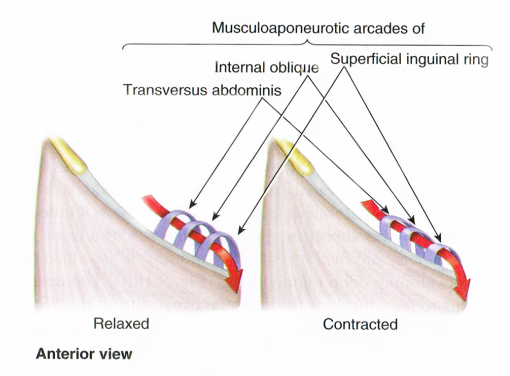 Musculoaponeurotic arcades of
Superficial inguinal ring
Internal oblique
Transversus abdominis
Relaxed
Contracted
Anterior view